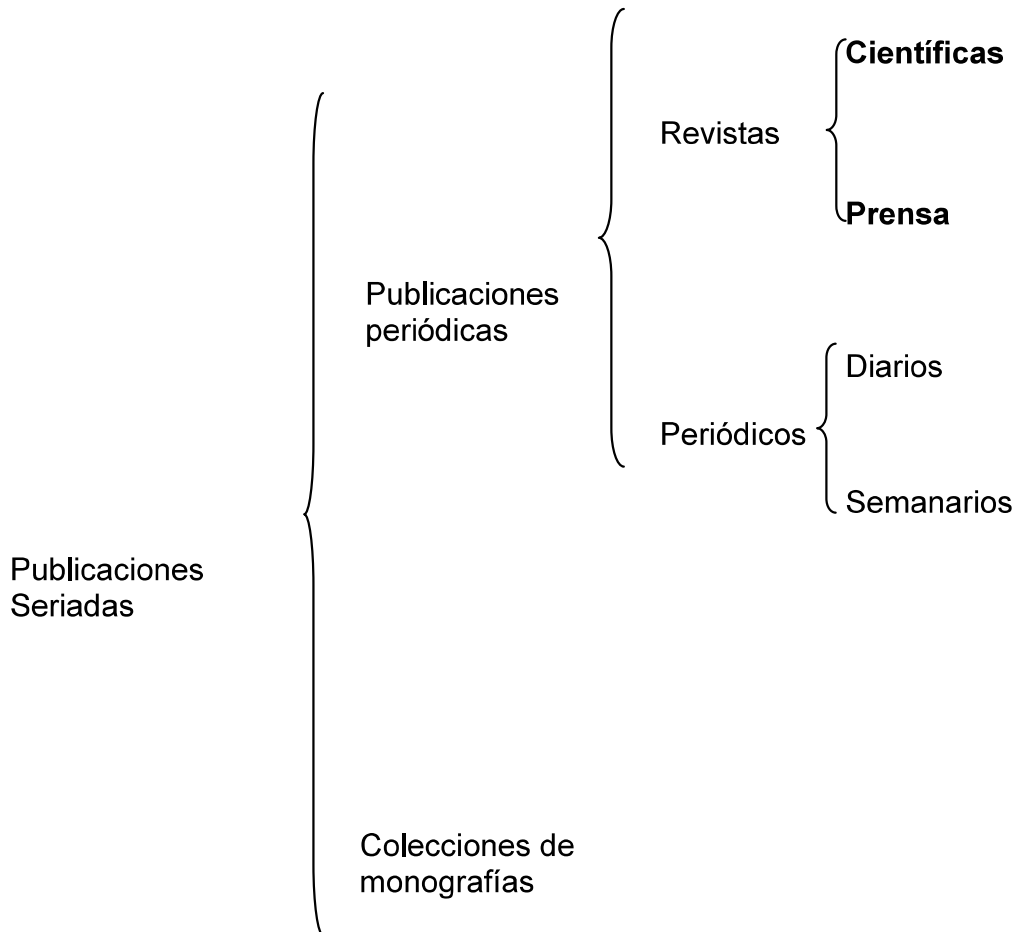 Científicas
Revistas
Prensa
Publicaciones
periódicas
Diarios
Periódicos
Semanarios
Publicaciones
Seriadas
Colecciones de
monografías